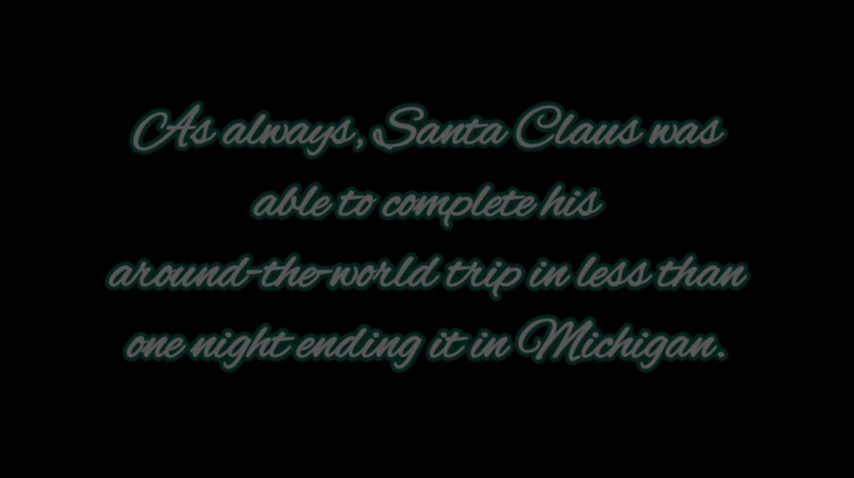 As always, Santa Claus was
able to complete his
around-the-world trip in less than
one night ending it in Michigan.